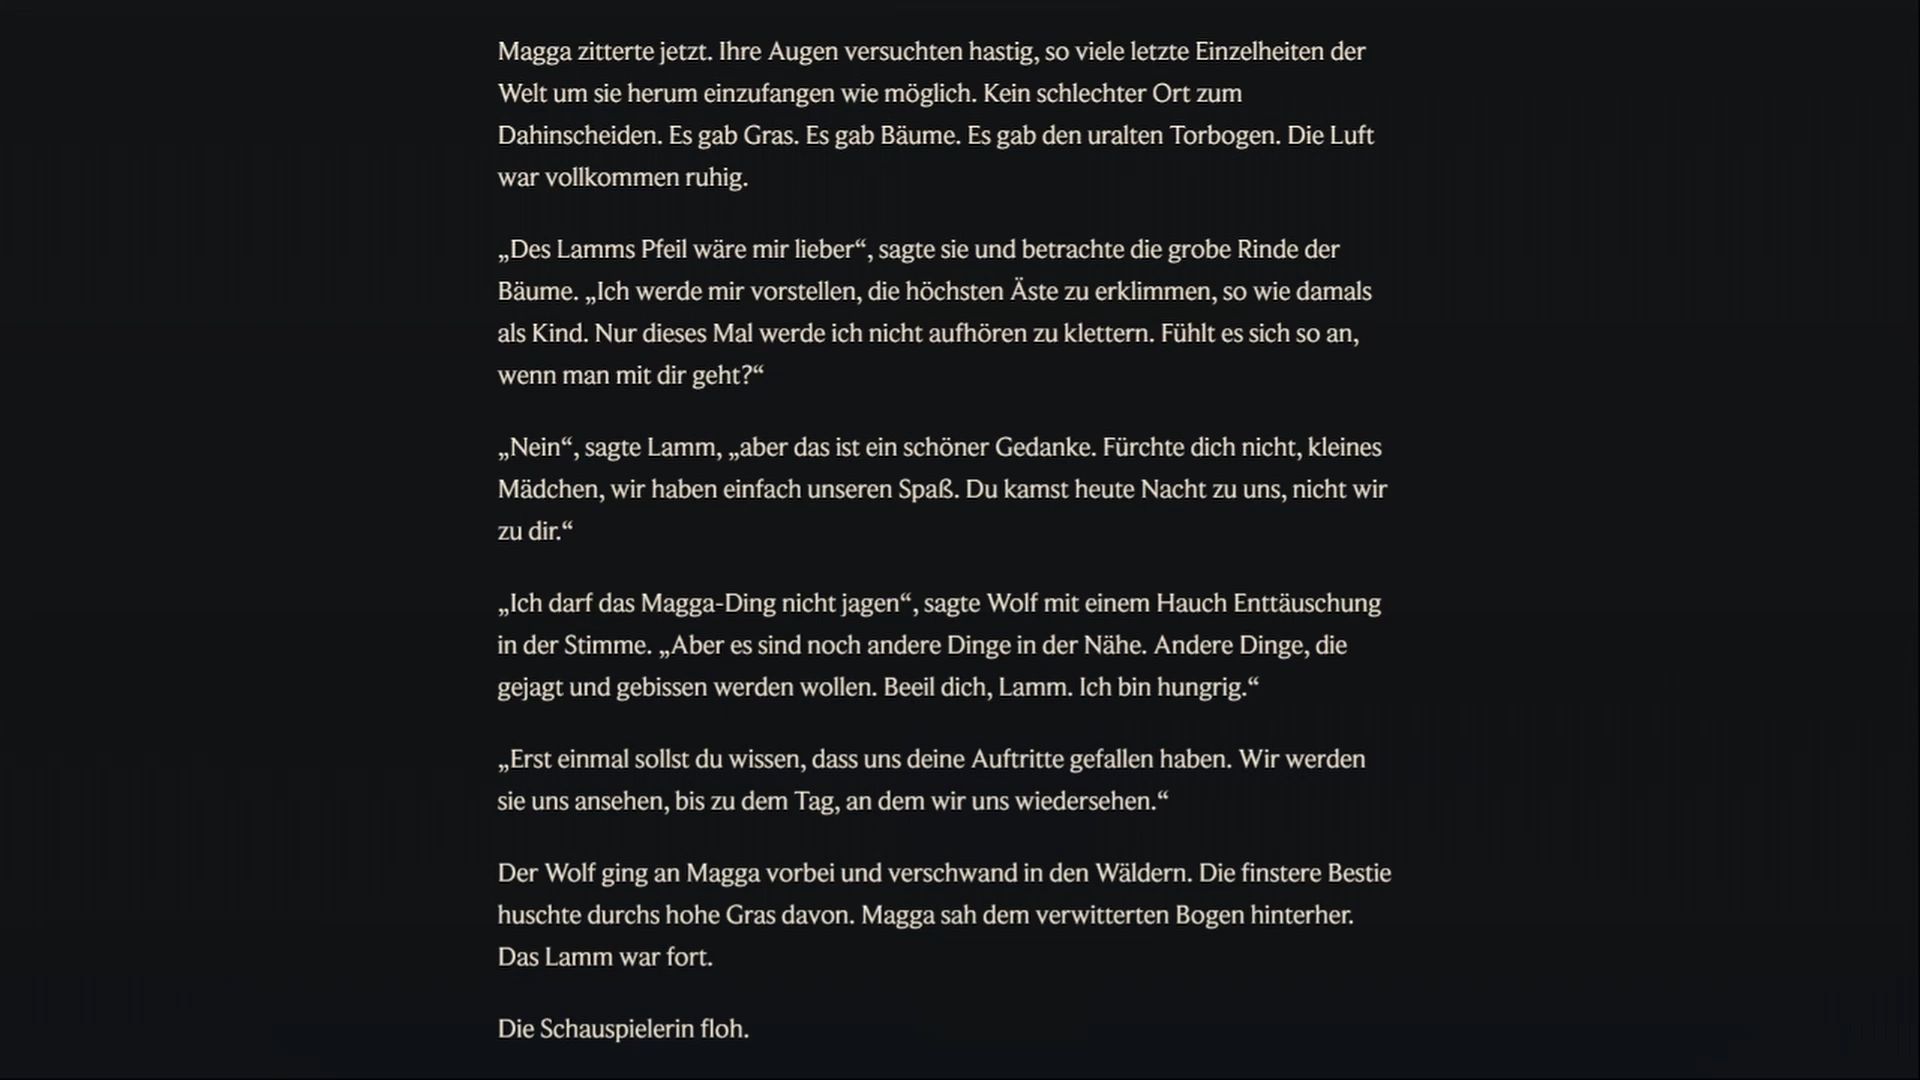 Magga zitterte jetzt. Ihre Augen versuchten hastig, so viele letzte Einzelheiten der
Welt um sie herum einzufangen wie möglich. Kein schlechter Ort zum
Dahinscheiden. Es gab Gras. Es gab Bäume. Es gab den uralten Torbogen. Die Luft
war vollkommen ruhig.
„Des Lamms Pfeil wäre mir lieber“, sagte sie und betrachte die grobe Rinde der
Bäume. „Ich werde mir vorstellen, die höchsten Äste zu erklimmen, so wie damals
als Kind. Nur dieses Mal werde ich nicht aufhören zu klettern. Fühlt es sich so an,
wenn man mit dir geht?“
„Nein“, sagte Lamm, „aber das ist ein schöner Gedanke. Fürchte dich nicht, kleines
Mädchen, wir haben einfach unseren Spaß. Du kamst heute Nacht zu uns, nicht wir
zu dir.“
„Ich darf das Magga-Ding nicht jagen“, sagte Wolf mit einem Hauch Enttäuschung
in der Stimme. „Aber es sind noch andere Dinge in der Nähe. Andere Dinge, die
gejagt und gebissen werden wollen. Beeil dich, Lamm. Ich bin hungrig.“
„Erst einmal sollst du wissen, dass uns deine Auftritte gefallen haben. Wir werden
sie uns ansehen, bis zu dem Tag, an dem wir uns wiedersehen.“
Der Wolf ging an Magga vorbei und verschwand in den Wäldern. Die finstere Bestie
huschte durchs hohe Gras davon. Magga sah dem verwitterten Bogen hinterher.
Das Lamm war fort.
Die Schauspielerin floh.